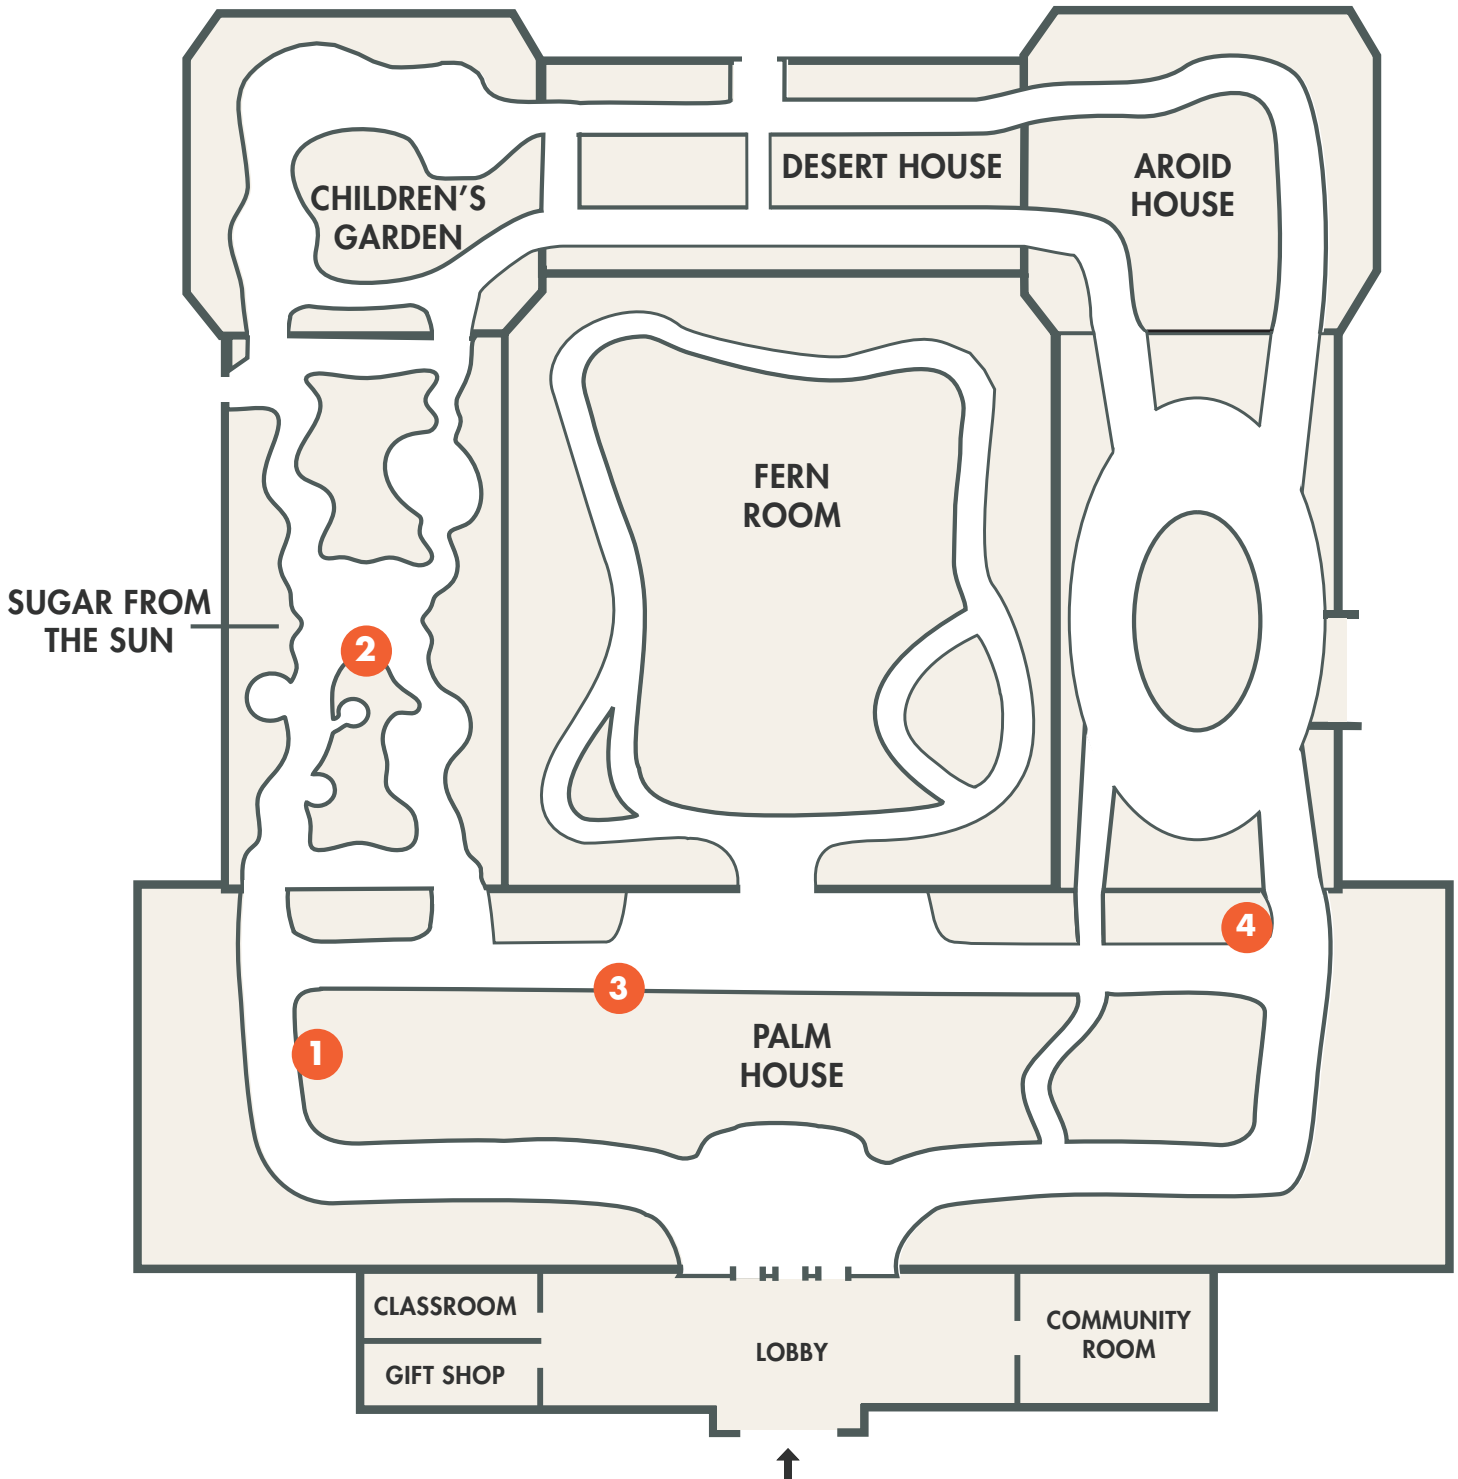 DESERT HOUSE
AROID
HOUSE
CHILDREN'S
GARDEN
FERN
ROOM
SUGAR FROM
THE SUN
2
4
3
1
PALM
HOUSE
CLASSROOM
GIFT SHOP
LOBBY
COMMUNITY
ROOM